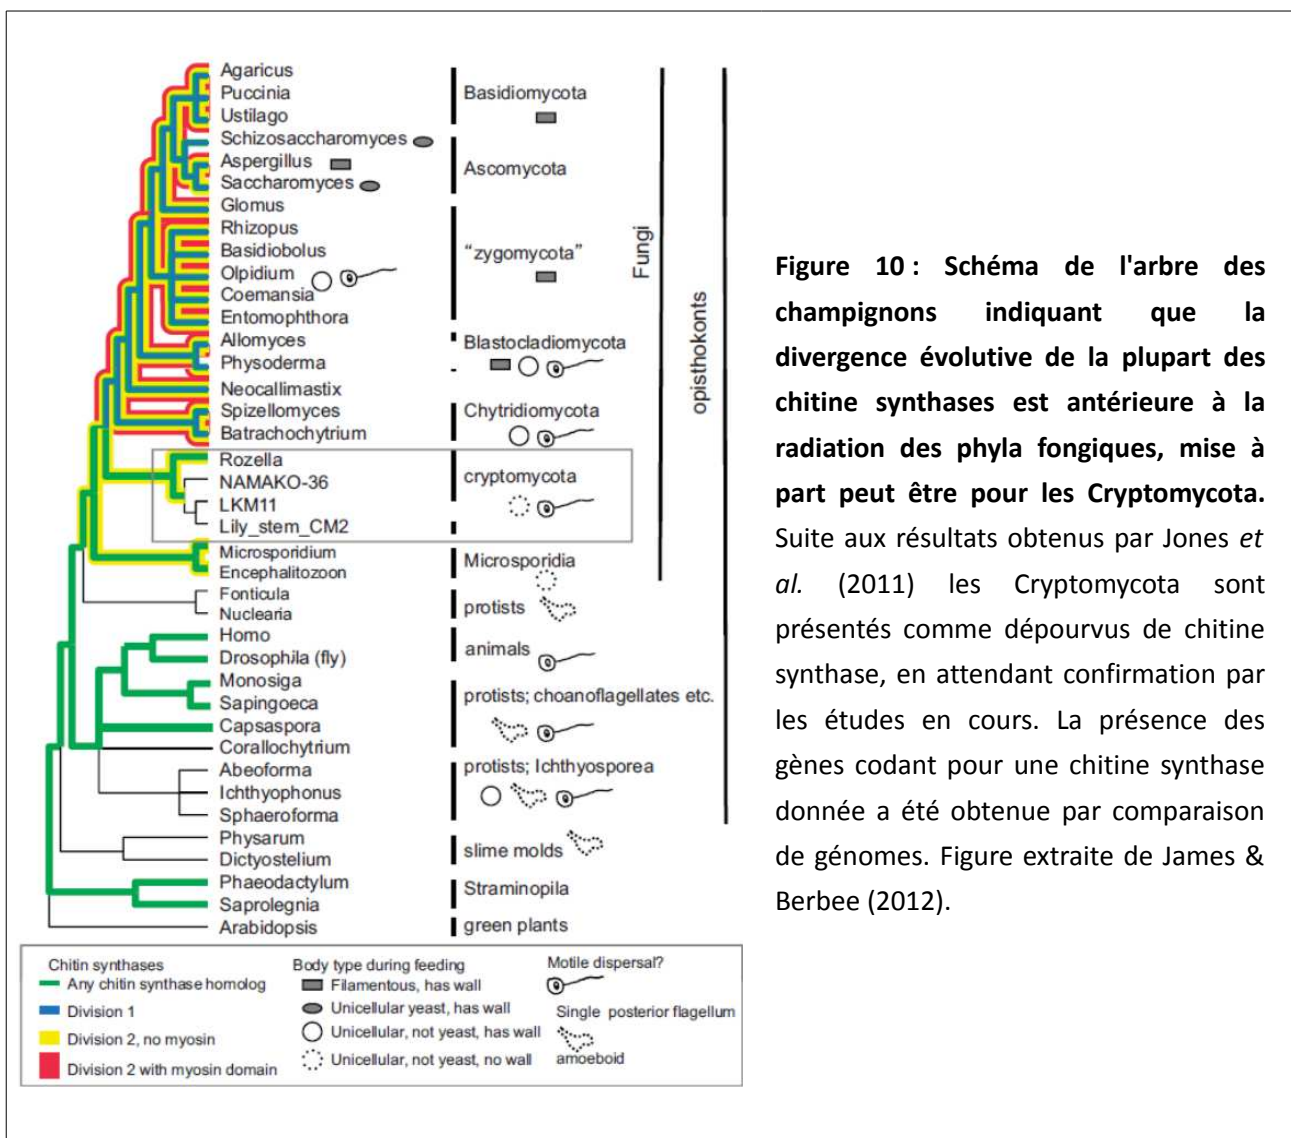 Agaricus
Puccinia
Ustilago
Schizosaccharomyces
Aspergillus
Saccharomyces
Glomus
Rhizopus
Basidiobolus
Olpidium
Coemansia
Entomophthora
Allomyces
Physoderma
Neocallimastix
Spizellomyces
Batrachochytrium
Rozella
NAMAKO-36
LKM11
Lily_stem_CM2
Microsporidium
Encephalitozoon
Fonticula
Nuclearia
Homo
Drosophila (fly)
Monosiga
Sapingoeca
Capsaspora
Corallochytrium
Abeoforma
Ichthyophonus
Sphaeroforma
Physarum
Dictyostelium
Phaeodactylum
Saprolegnia
Arabidopsis
Basidiomycota
Ascomycota
“zygomycota”
Blastocladiomycota
Chytridiomycota
cryptomycota
Microsporidia
protists
animals
protists; choanoflagellates etc.
protists; Ichthyosporea
slime molds
Straminopila
green plants
Fungi
opisthokonts
Chitin synthases
Any chitin synthase homolog
Division 1
Division 2, no myosin
Division 2 with myosin domain
Body type during feeding
Filamentous, has wall
Unicellular yeast, has wall
Unicellular, not yeast, has wall
Unicellular, not yeast, no wall
Motile dispersal?
Single posterior flagellum
amoeboid
Figure 10 : Schéma de l'arbre des
champignons indiquant que la
divergence évolutive de la plupart des
chitine synthases est antérieure à la
radiation des phyla fongiques, mise à
part peut être pour les Cryptomycota.
Suite aux résultats obtenus par Jones et
al. (2011) les Cryptomycota sont
présentés comme dépourvus de chitine
synthase, en attendant confirmation par
les études en cours. La présence des
gènes codant pour une chitine synthase
donnée a été obtenue par comparaison
de génomes. Figure extraite de James &
Berbee (2012).